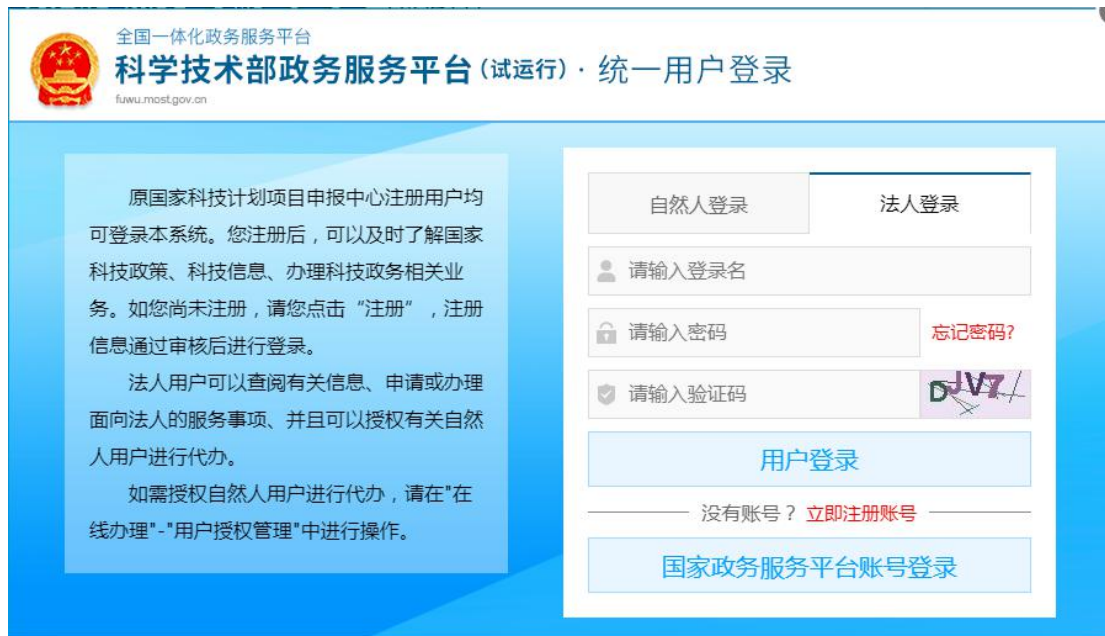 全国一体化政务服务平台
科学技术部政务服务平台(试运行)·统一用户登录
fuwu.most.gov.cn
原国家科技计划项目申报中心注册用户均
可登录本系统。您注册后，可以及时了解国家
科技政策、科技信息、办理科技政务相关业
务。如您尚未注册，请您点击“注册”，注册
信息通过审核后进行登录。
法人用户可以查阅有关信息、申请或办理
面向法人的服务事项、并且可以授权有关自然
人用户进行代办。
如需授权自然人用户进行代办，请在"在
线办理"-"用户授权管理"中进行操作。
自然人登录
法人登录
请输入登录名
请输入密码
忘记密码?
请输入验证码
DJV7
用户登录
没有账号？立即注册账号
国家政务服务平台账号登录